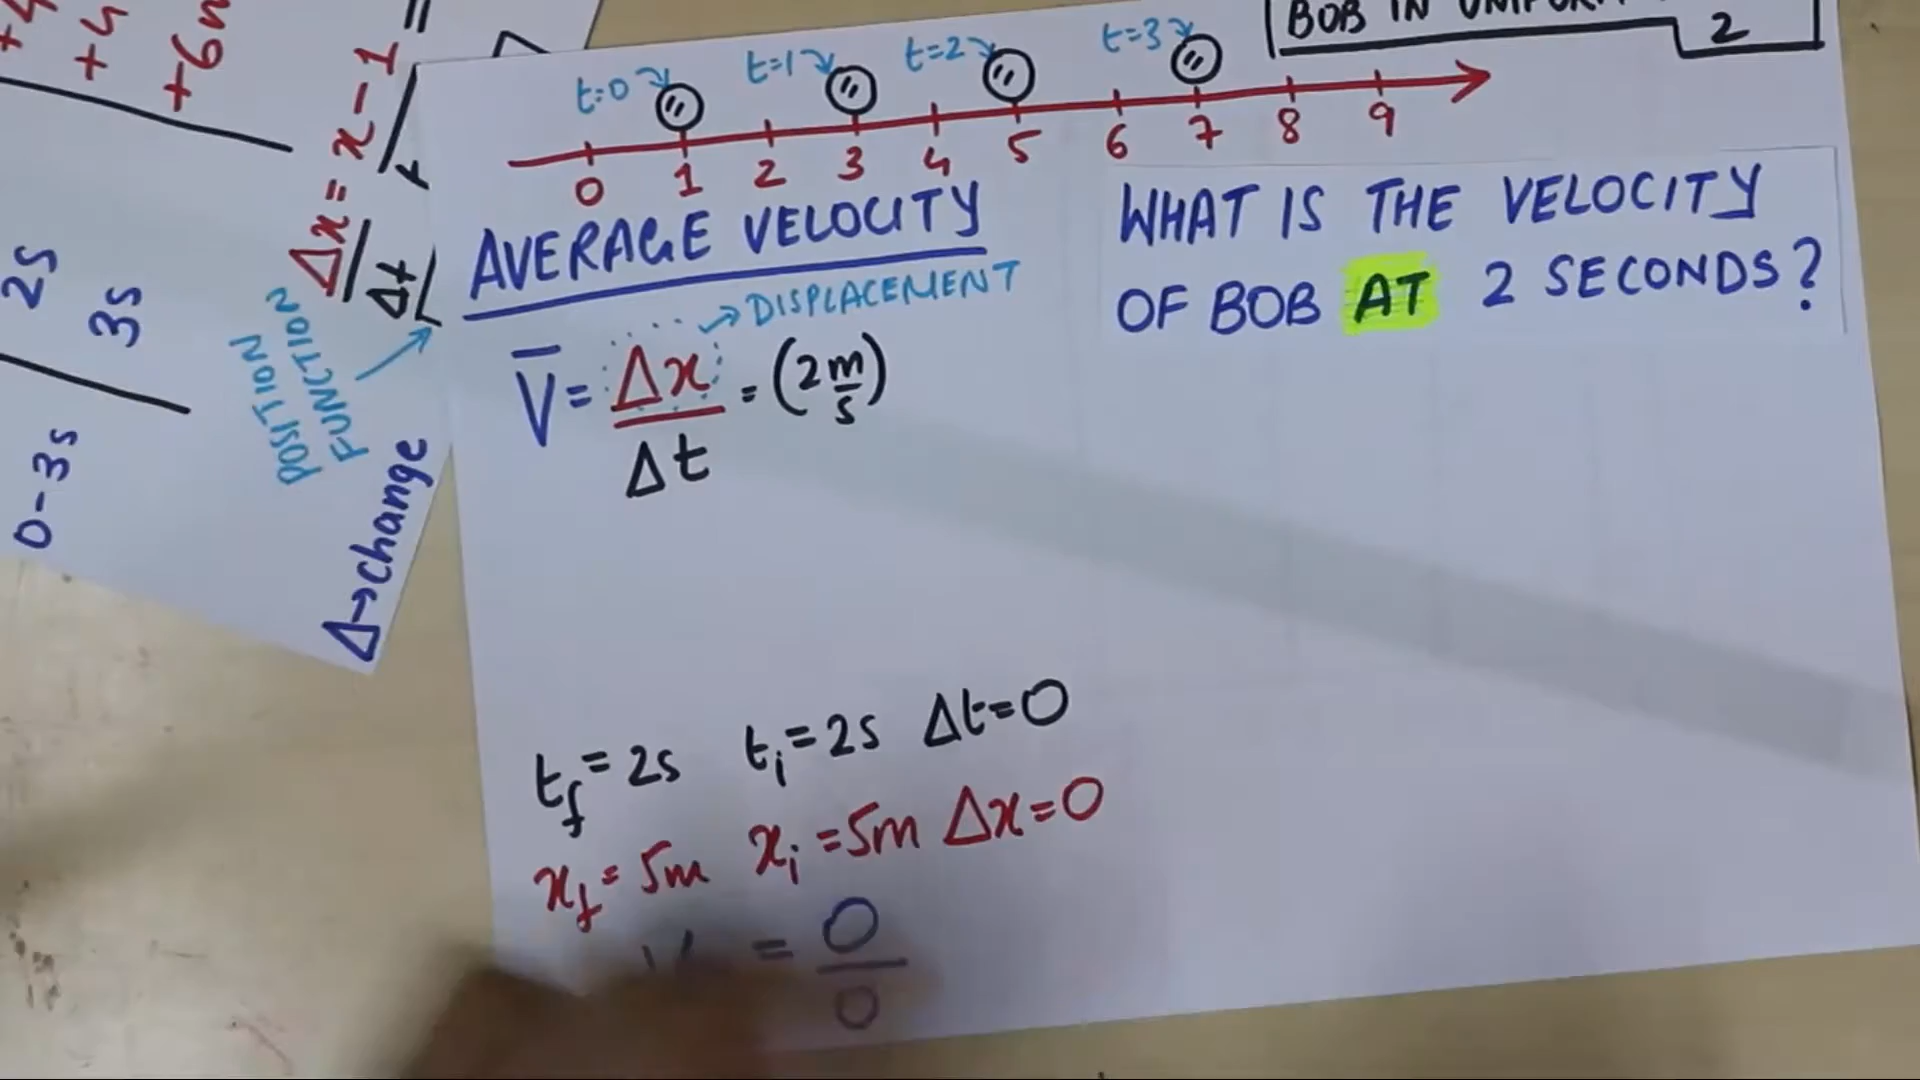 BOB IN
2
t=0 t=1 t=2 t=3
0 1 2 3 4 5 6 7 8 9
AVERAGE VELOCITY
DISPLACEMENT
V̅ = Δx/Δt = (2 m/s)
WHAT IS THE VELOCITY
OF BOB AT 2 SECONDS?
t_f = 2s t_i = 2s Δt=0
x_f = 5m x_i = 5m Δx=0
= 0/0
+4
Δx = x - 1 =
Δt
POSITION
FUNCTION
Δ→change
2s
3s
0-3s